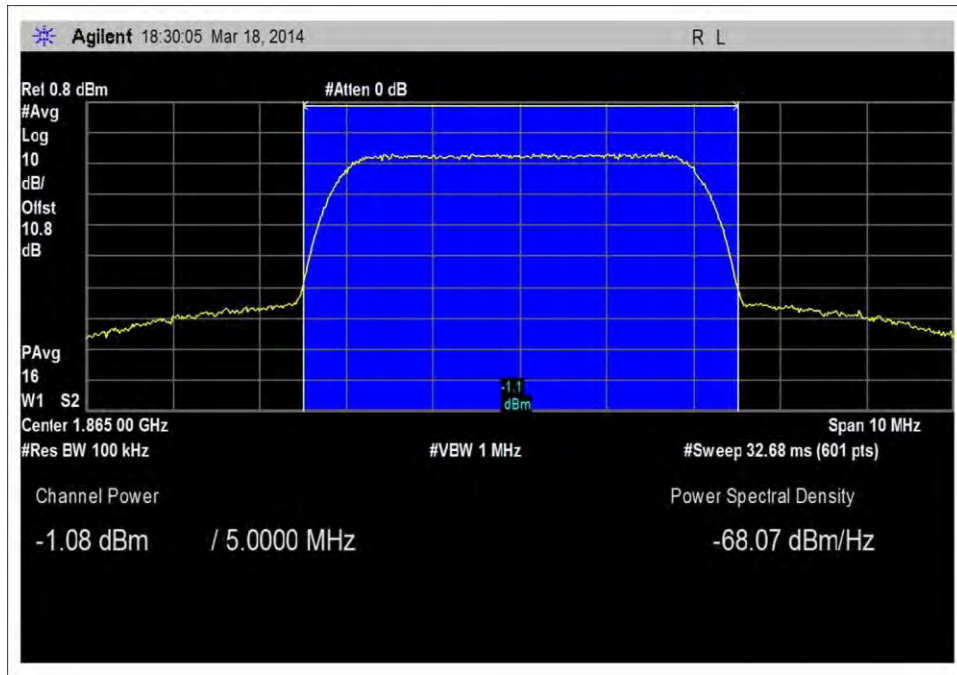 Agilent 18:30:05 Mar 18, 2014 R L
Ref 0.8 dBm #Atten 0 dB
#Avg
Log
10
dB/
Offst
10.8
dB
PAvg
16
W1 S2
-1.1
dBm
Center 1.865 00 GHz Span 10 MHz
#Res BW 100 kHz #VBW 1 MHz #Sweep 32.68 ms (601 pts)
Channel Power Power Spectral Density
-1.08 dBm / 5.0000 MHz -68.07 dBm/Hz